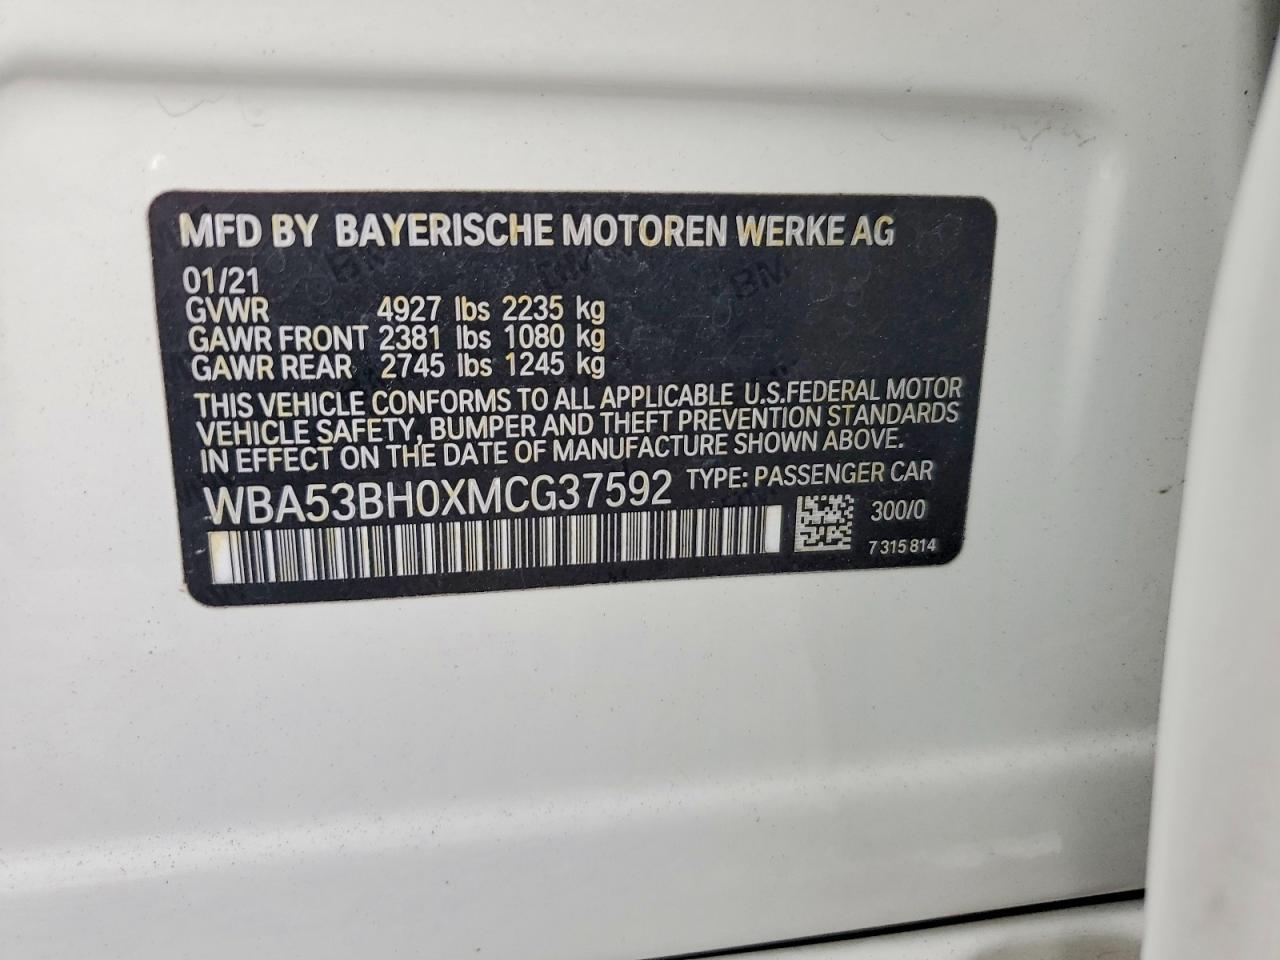 MFD BY BAYERISCHE MOTOREN WERKE AG
01/21
GVWR 4927 lbs 2235 kg
GAWR FRONT 2381 lbs 1080 kg
GAWR REAR 2745 lbs 1245 kg
THIS VEHICLE CONFORMS TO ALL APPLICABLE U.S.FEDERAL MOTOR
VEHICLE SAFETY, BUMPER AND THEFT PREVENTION STANDARDS
IN EFFECT ON THE DATE OF MANUFACTURE SHOWN ABOVE.
WBA53BH0XMCG37592 TYPE: PASSENGER CAR
300/0
7 315 814